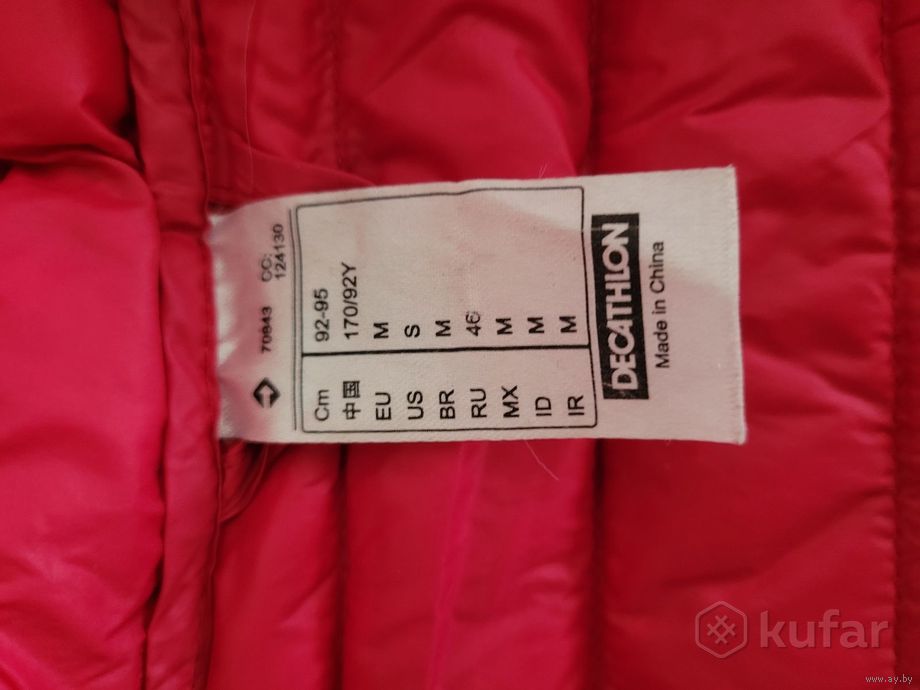 70843 CC:
124130
Cm 92-95
中国 170/92Y
EU M
US S
BR M
RU 46
MX M
ID M
IR M
DECATHLON
Made in China
kufar
www.ay.by